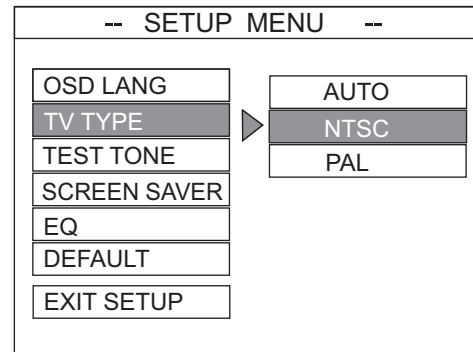 -- SETUP MENU --
OSD LANG
TV TYPE
TEST TONE
SCREEN SAVER
EQ
DEFAULT
EXIT SETUP
AUTO
NTSC
PAL